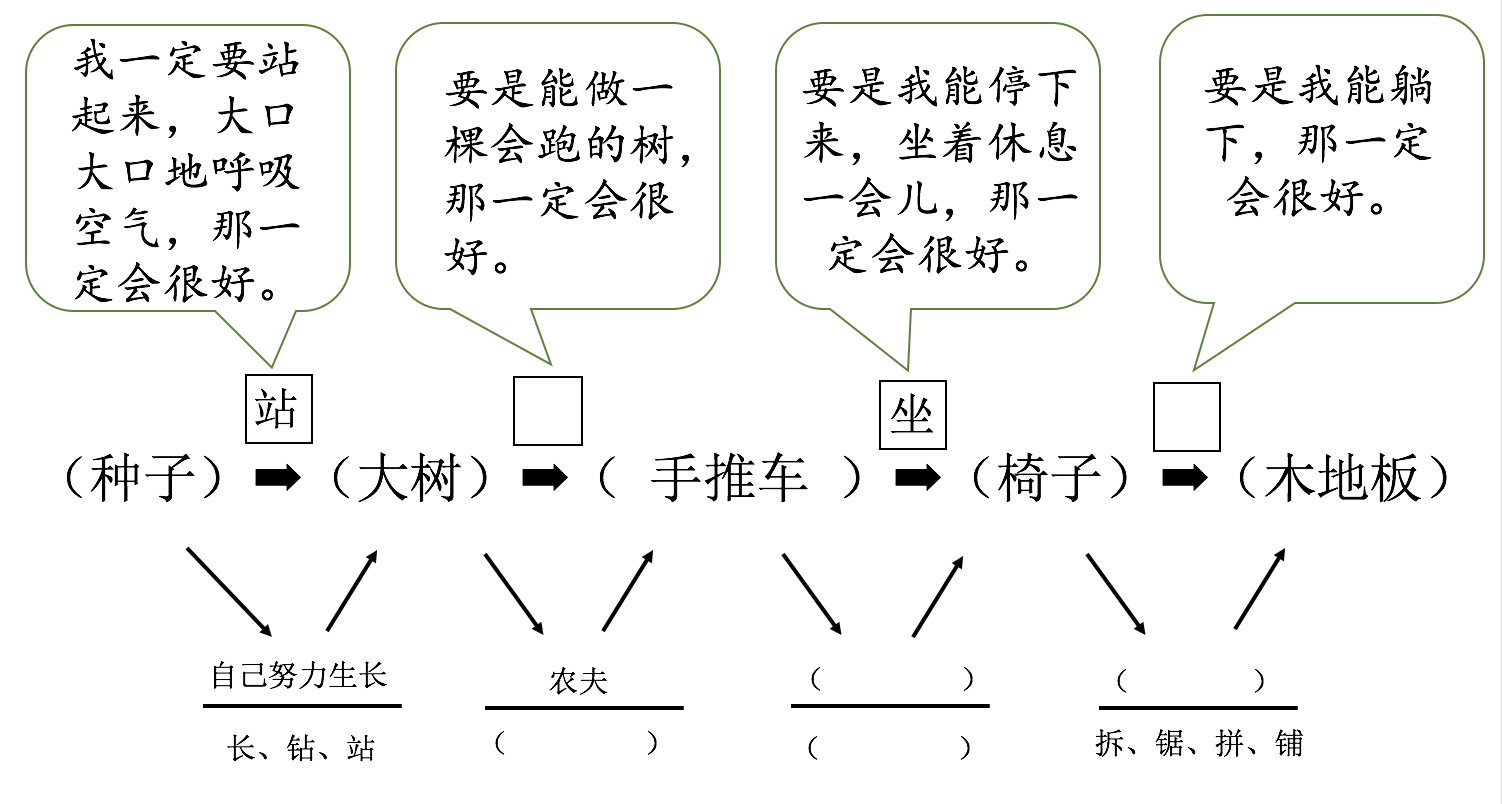 我一定要站
起来，大口
大口地呼吸
空气，那一
定会很好。
要是能做一
棵会跑的树，
那一定会很
好。
要是我能停下
来，坐着休息
一会儿，那一
定会很好。
要是我能躺
下，那一定
会很好。
站
坐
（种子）➡（大树）➡（ 手推车 ）➡（椅子）➡（木地板）
自己努力生长
长、钻、站
农夫
（ ）
（ ）
（ ）
（ ）
拆、锯、拼、铺